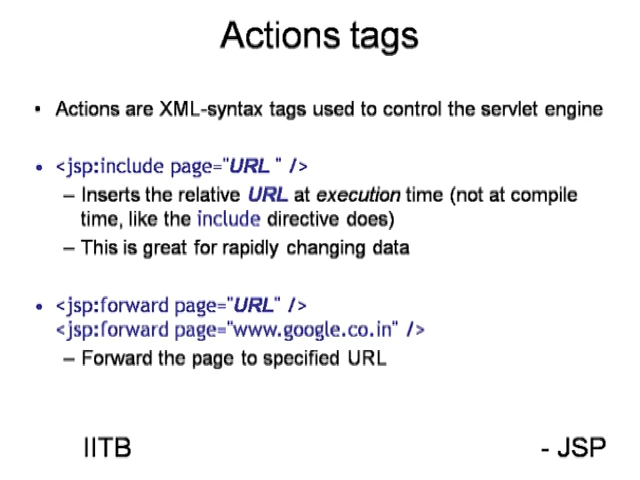 Actions tags
• Actions are XML-syntax tags used to control the servlet engine
• <jsp:include page="URL " />
– Inserts the relative URL at execution time (not at compile
time, like the include directive does)
– This is great for rapidly changing data
• <jsp:forward page="URL" />
<jsp:forward page="www.google.co.in" />
– Forward the page to specified URL
IITB - JSP